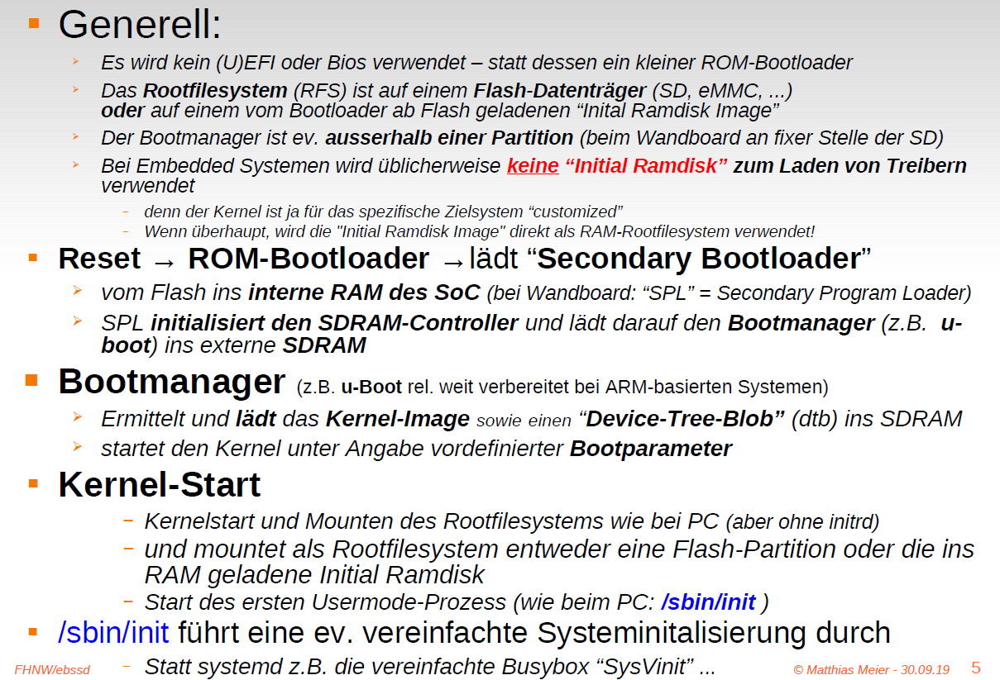 Generell:
Es wird kein (U)EFI oder Bios verwendet – statt dessen ein kleiner ROM-Bootloader
Das Rootfilesystem (RFS) ist auf einem Flash-Datenträger (SD, eMMC, ...)
oder auf einem vom Bootloader ab Flash geladenen “Inital Ramdisk Image”
Der Bootmanager ist ev. ausserhalb einer Partition (beim Wandboard an fixer Stelle der SD)
Bei Embedded Systemen wird üblicherweise keine “Initial Ramdisk” zum Laden von Treibern
verwendet
denn der Kernel ist ja für das spezifische Zielsystem “customized”
Wenn überhaupt, wird die "Initial Ramdisk Image" direkt als RAM-Rootfilesystem verwendet!
Reset → ROM-Bootloader →lädt “Secondary Bootloader”
vom Flash ins interne RAM des SoC (bei Wandboard: “SPL” = Secondary Program Loader)
SPL initialisiert den SDRAM-Controller und lädt darauf den Bootmanager (z.B. u-
boot) ins externe SDRAM
Bootmanager (z.B. u-Boot rel. weit verbereitet bei ARM-basierten Systemen)
Ermittelt und lädt das Kernel-Image sowie einen “Device-Tree-Blob” (dtb) ins SDRAM
startet den Kernel unter Angabe vordefinierter Bootparameter
Kernel-Start
Kernelstart und Mounten des Rootfilesystems wie bei PC (aber ohne initrd)
und mountet als Rootfilesystem entweder eine Flash-Partition oder die ins
RAM geladene Initial Ramdisk
Start des ersten Usermode-Prozess (wie beim PC: /sbin/init )
/sbin/init führt eine ev. vereinfachte Systeminitalisierung durch
Statt systemd z.B. die vereinfachte Busybox “SysVinit” ...
FHNW/ebssd
© Matthias Meier - 30.09.19 5